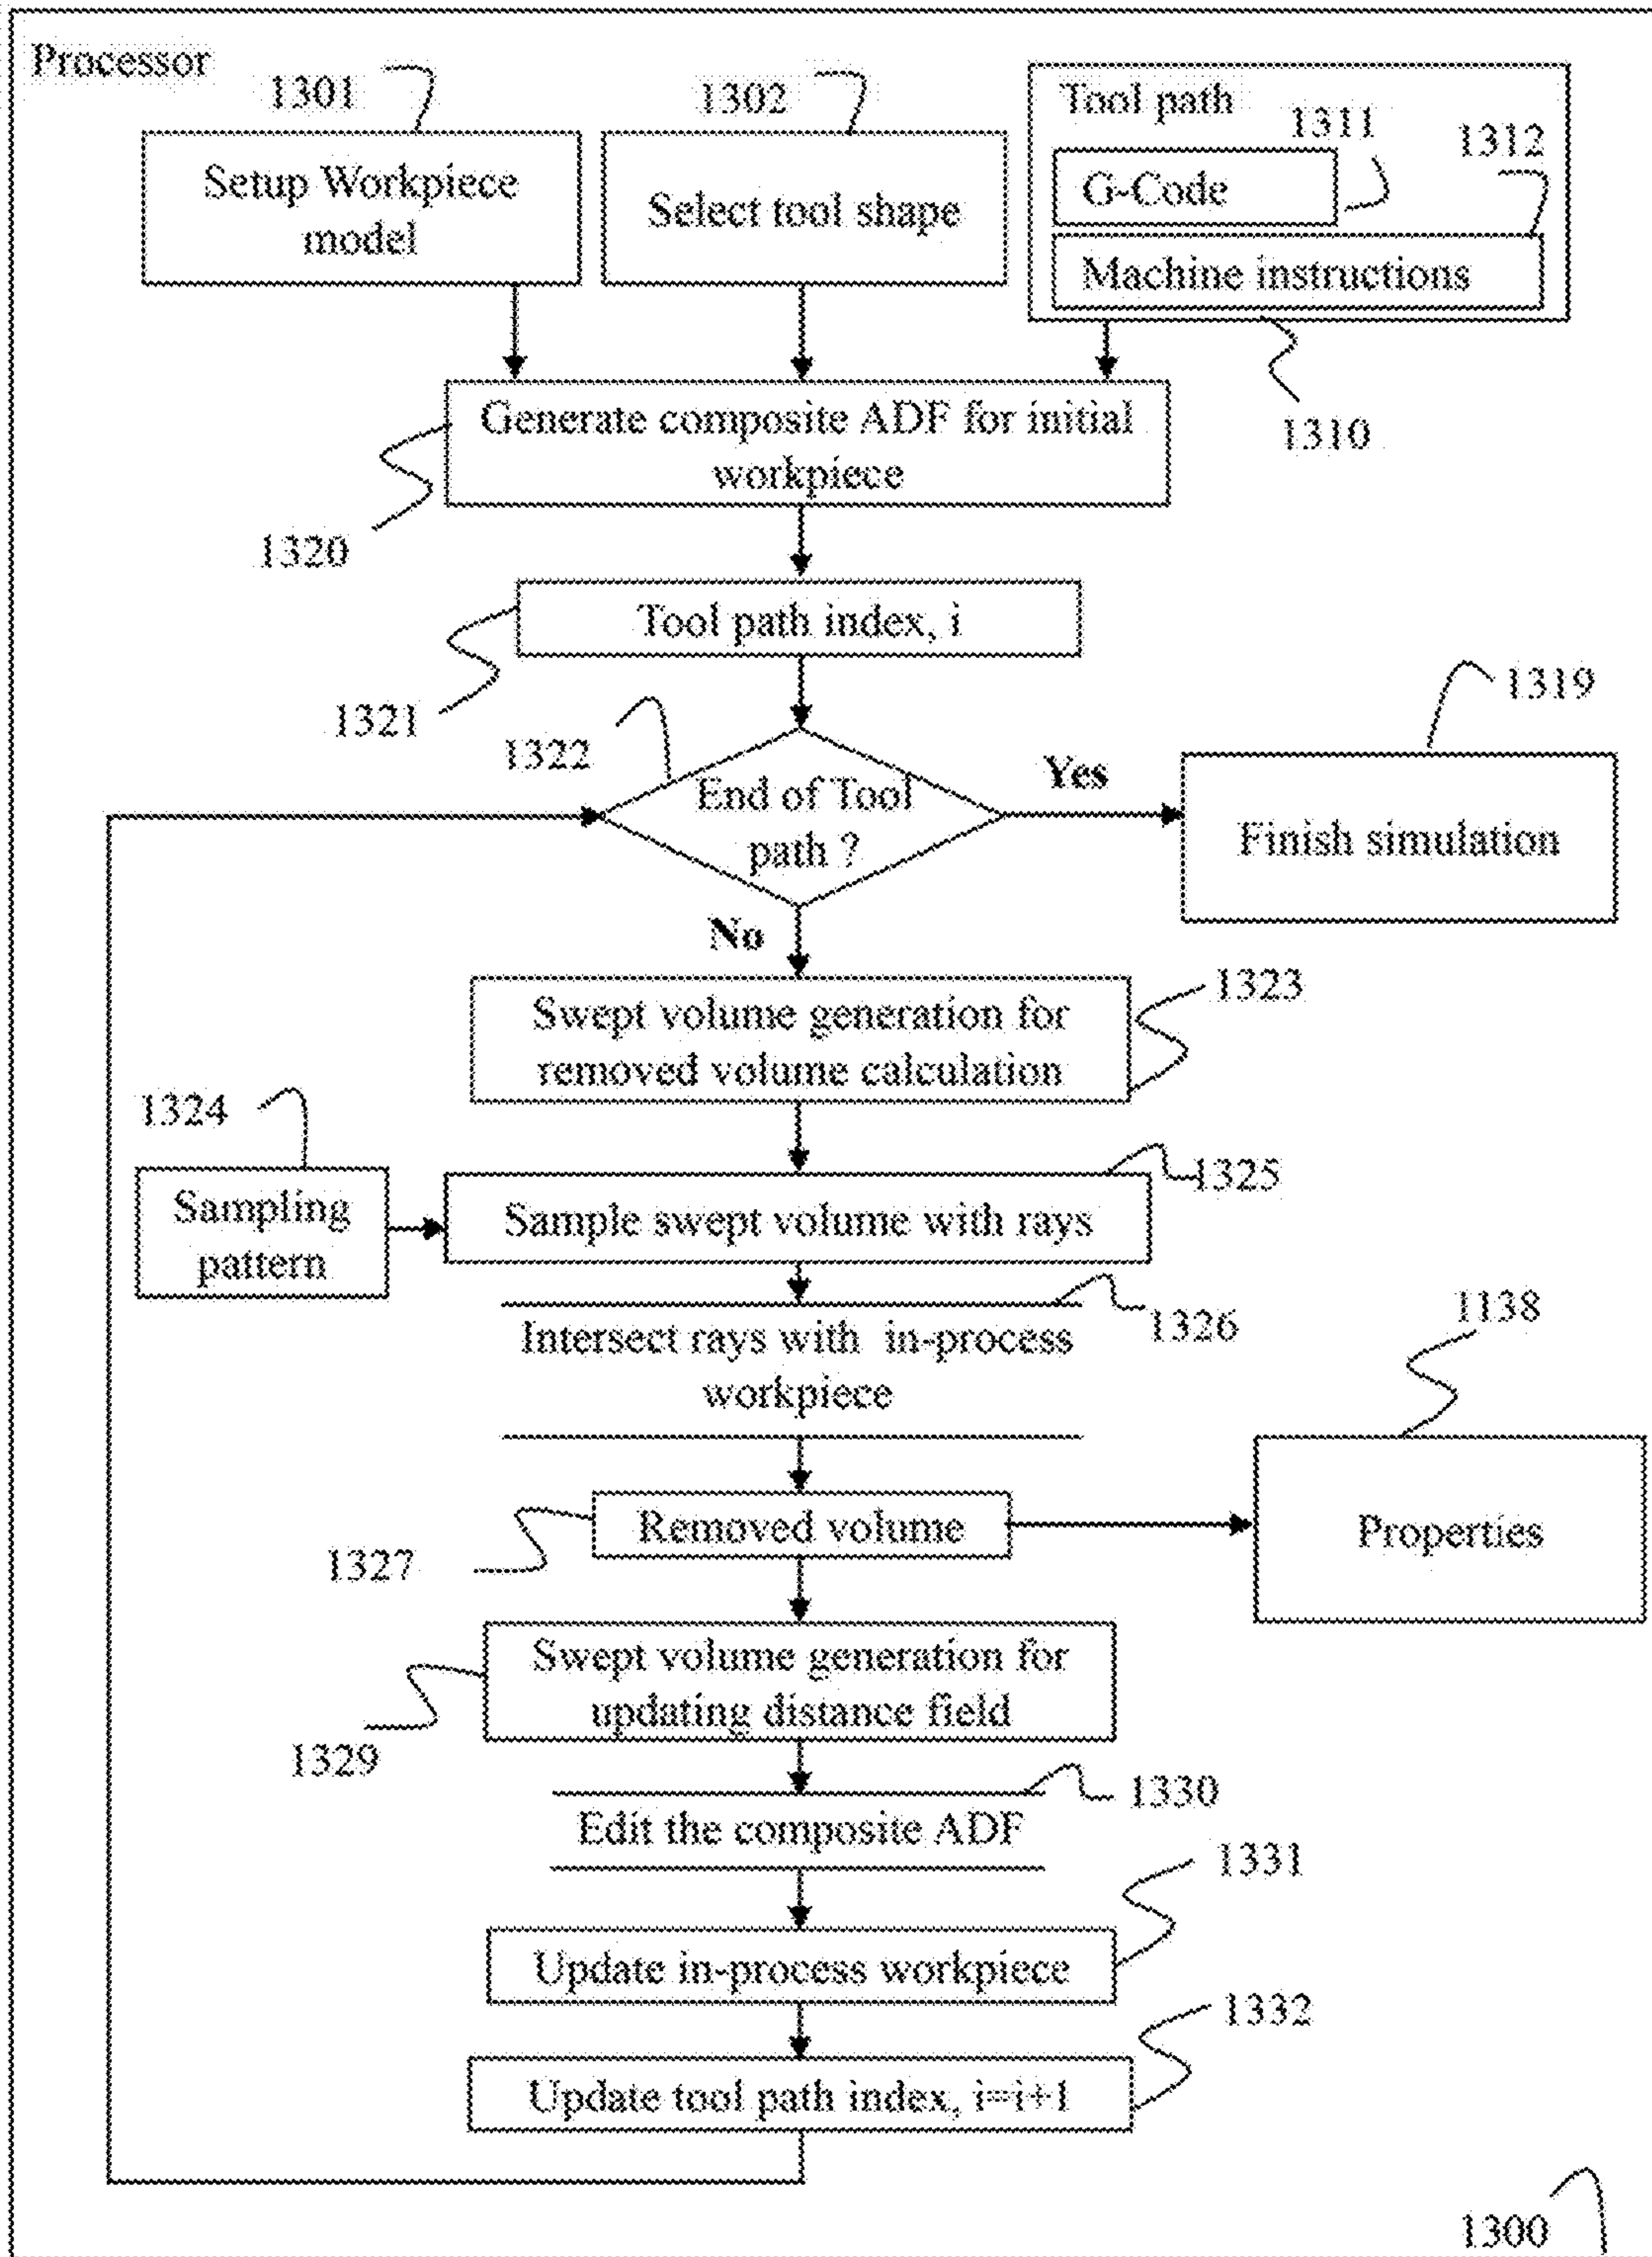 Processor
1301
1302
Tool path
1311
1312
Setup Workpiece
model
Select tool shape
G-Code
Machine instructions
1310
Generate composite ADF for initial
workpiece
1320
Tool path index, i
1321
1322
1319
End of Tool
path ?
Yes
Finish simulation
No
1323
Swept volume generation for
removed volume calculation
1324
1325
Sampling
pattern
Sample swept volume with rays
1326
Intersect rays with in-process
workpiece
1138
Removed volume
Properties
1327
Swept volume generation for
updating distance field
1329
1330
Edit the composite ADF
1331
Update in-process workpiece
1332
Update tool path index, i=i+1
1300